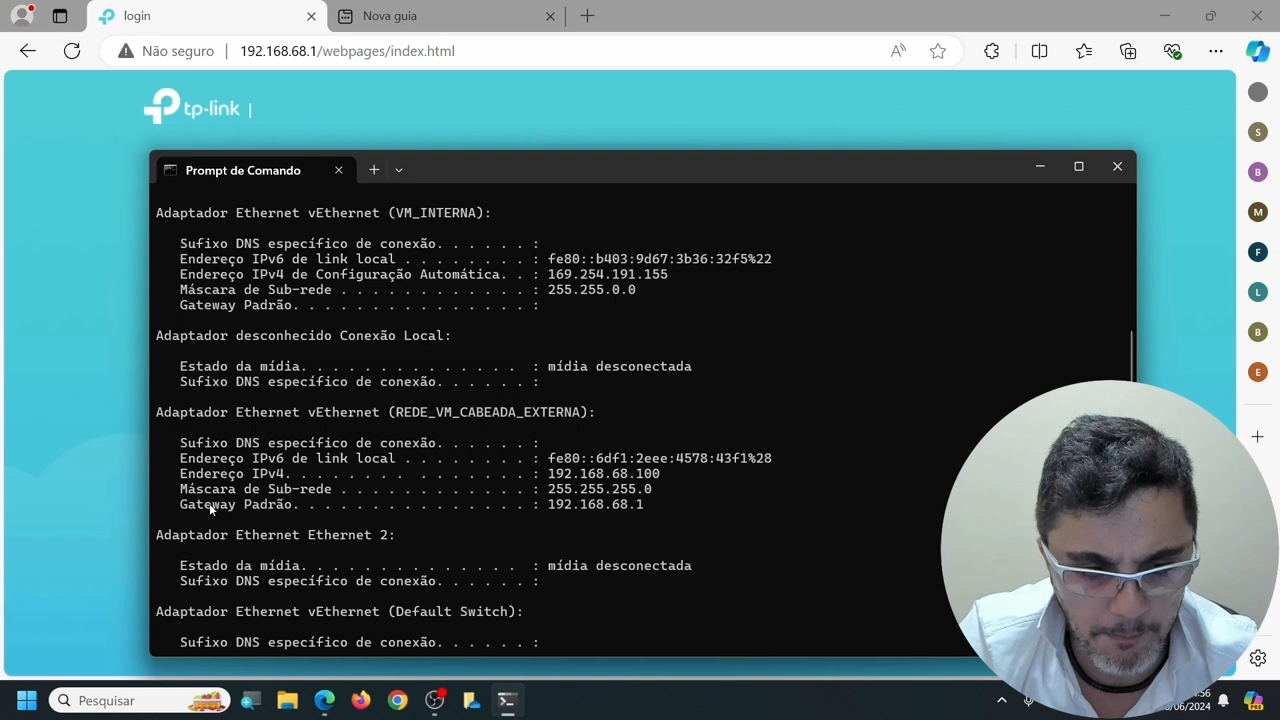 login
Nova guia
Não seguro
192.168.68.1/webpages/index.html
tp-link |
Prompt de Comando
Adaptador Ethernet vEthernet (VM_INTERNA):
Sufixo DNS específico de conexão. . . . . . :
Endereço IPv6 de link local . . . . . . . . : fe80::b403:9d67:3b36:32f5%22
Endereço IPv4 de Configuração Automática. . : 169.254.191.155
Máscara de Sub-rede . . . . . . . . . . . . : 255.255.0.0
Gateway Padrão. . . . . . . . . . . . . . . :
Adaptador desconhecido Conexão Local:
Estado da mídia. . . . . . . . . . . . . .  : mídia desconectada
Sufixo DNS específico de conexão. . . . . . :
Adaptador Ethernet vEthernet (REDE_VM_CABEADA_EXTERNA):
Sufixo DNS específico de conexão. . . . . . :
Endereço IPv6 de link local . . . . . . . . : fe80::6df1:2eee:4578:43f1%28
Endereço IPv4. . . . . . . . . . . . . . .  : 192.168.68.100
Máscara de Sub-rede . . . . . . . . . . . . : 255.255.255.0
Gateway Padrão. . . . . . . . . . . . . . . : 192.168.68.1
Adaptador Ethernet Ethernet 2:
Estado da mídia. . . . . . . . . . . . . .  : mídia desconectada
Sufixo DNS específico de conexão. . . . . . :
Adaptador Ethernet vEthernet (Default Switch):
Sufixo DNS específico de conexão. . . . . . :
S
B
M
F
L
B
E
Pesquisar
:56
/06/2024